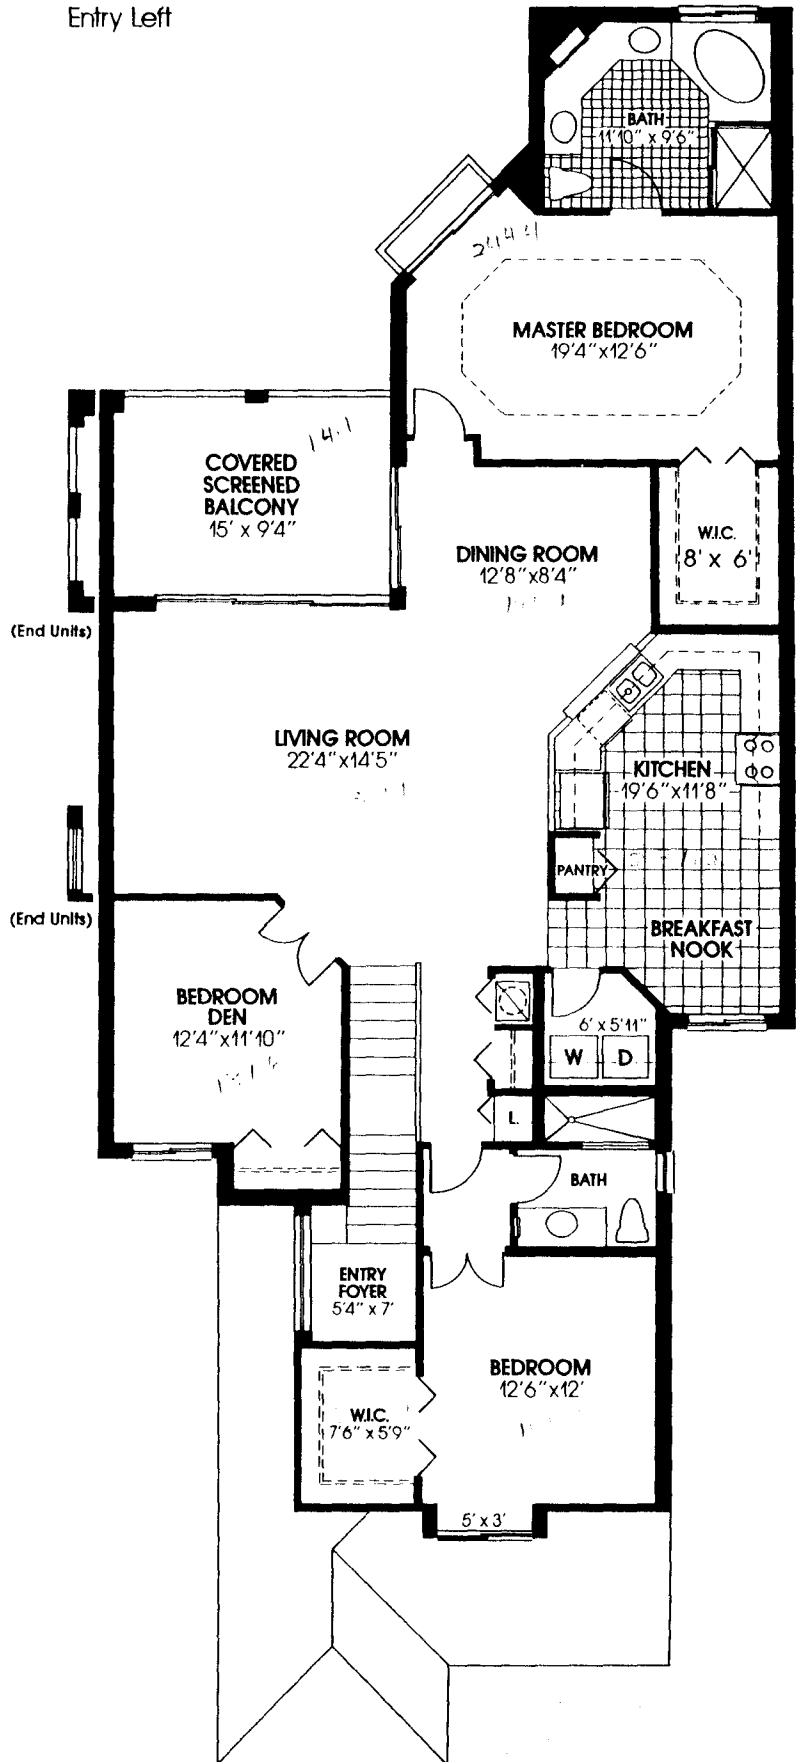 Entry Left
BATH
11'10" x 9'6"
MASTER BEDROOM
19'4"x12'6"
14.1
COVERED
SCREENED
BALCONY
15' x 9'4"
W.I.C.
8' x 6'
DINING ROOM
12'8"x8'4"
(End Units)
LIVING ROOM
22'4"x14'5"
KITCHEN
19'6"x11'8"
PANTRY
(End Units)
BREAKFAST
NOOK
BEDROOM
DEN
12'4"x11'10"
6' x 5'11"
W
D
L.
BATH
ENTRY
FOYER
5'4" x 7'
BEDROOM
12'6"x12'
W.I.C.
7'6" x 5'9"
5' x 3'